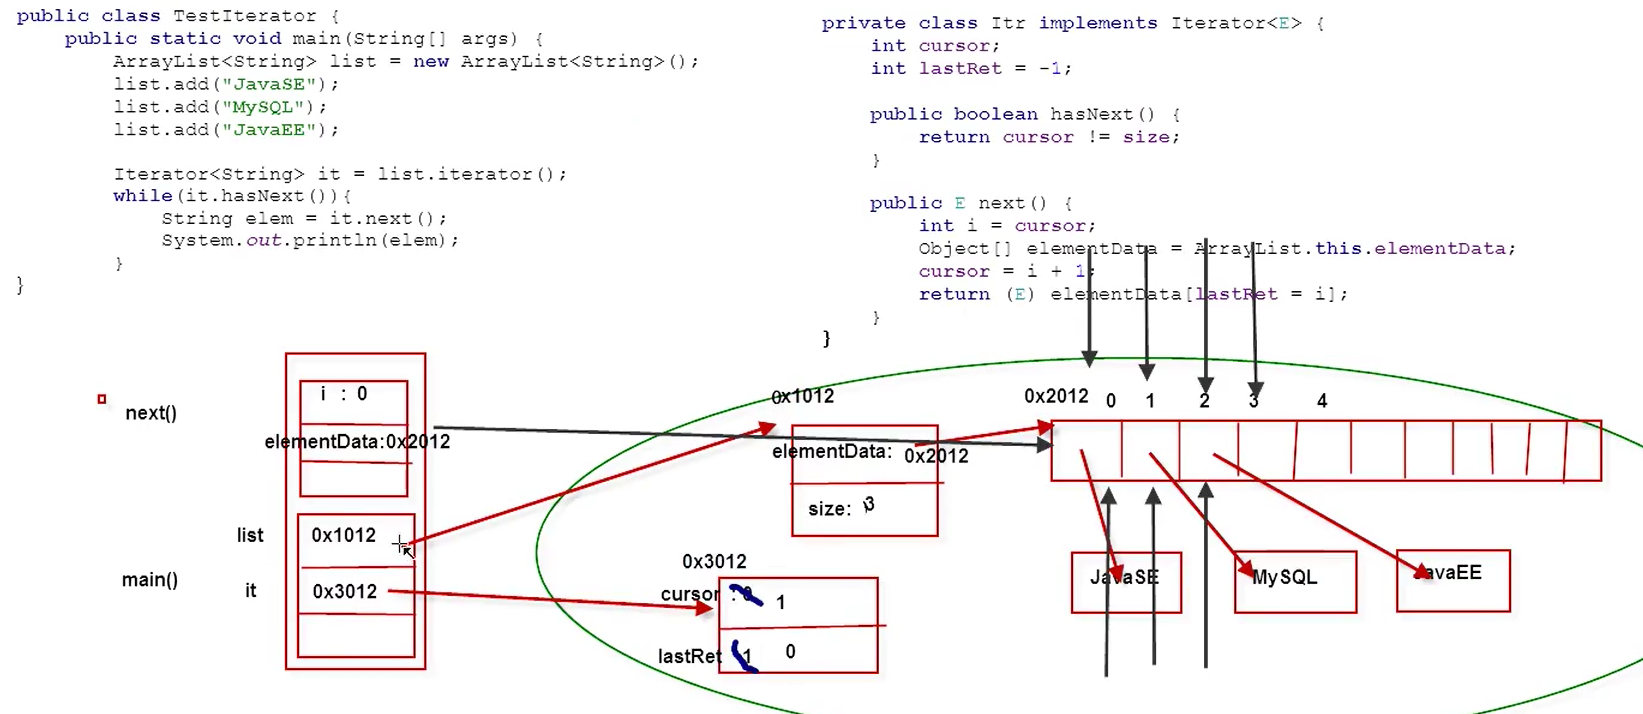 public class TestIterator {
public static void main(String[] args) {
ArrayList<String> list = new ArrayList<String>();
list.add("JavaSE");
list.add("MySQL");
list.add("JavaEE");
Iterator<String> it = list.iterator();
while(it.hasNext()){
String elem = it.next();
System.out.println(elem);
}
}
private class Itr implements Iterator<E> {
int cursor;
int lastRet = -1;
public boolean hasNext() {
return cursor != size;
}
public E next() {
int i = cursor;
Object[] elementData = ArrayList.this.elementData;
cursor = i + 1;
return (E) elementData[lastRet = i];
}
}
next()
i : 0
elementData:0x2012
list
0x1012
main()
it
0x3012
0x1012
elementData: 0x2012
size: 3
0x3012
cursor : 0 1
lastRet 1 0
0x2012 0 1 2 3 4
JavaSE
MySQL
JavaEE